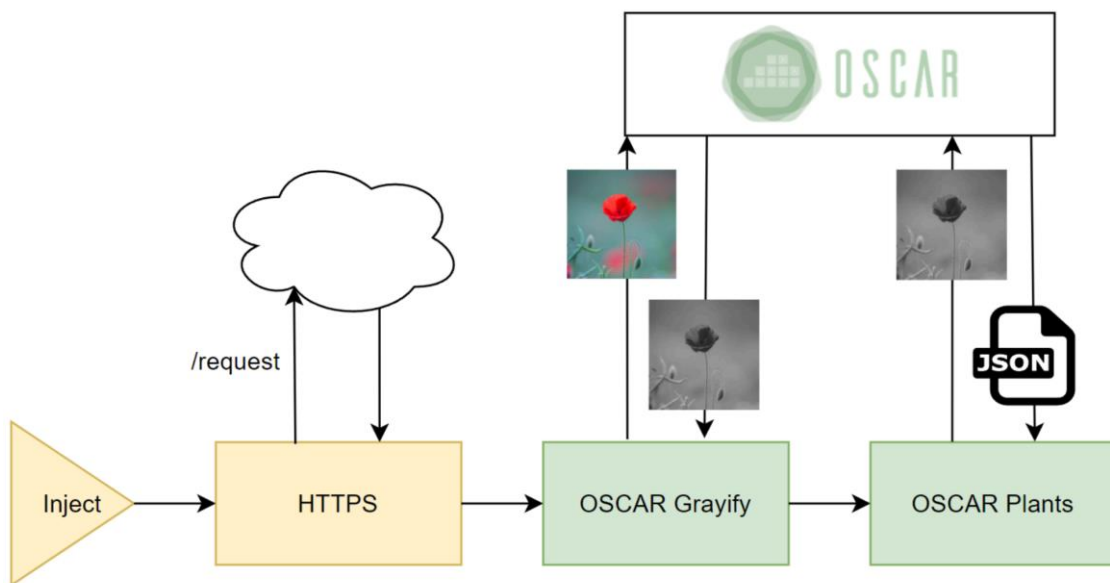 OSCAR
/request
JSON
Inject
HTTPS
OSCAR Grayify
OSCAR Plants